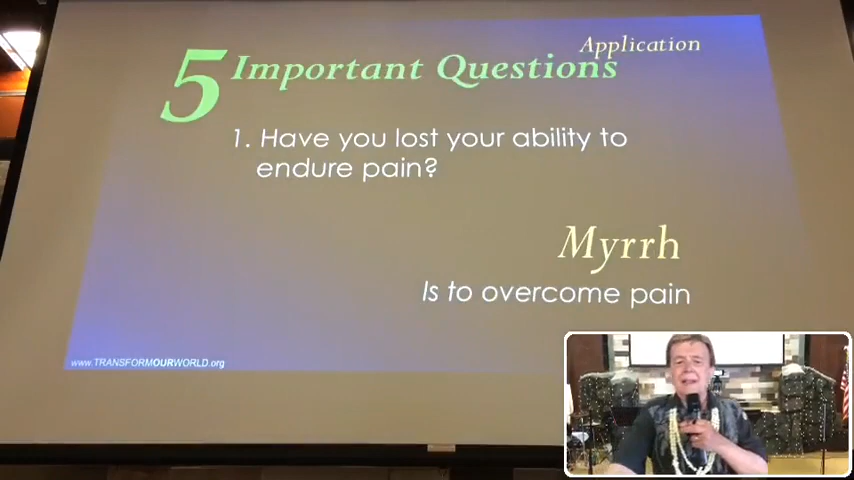 Application
5 Important Questions
1. Have you lost your ability to
endure pain?
Myrrh
Is to overcome pain
www.TRANSFORMOURWORLD.org